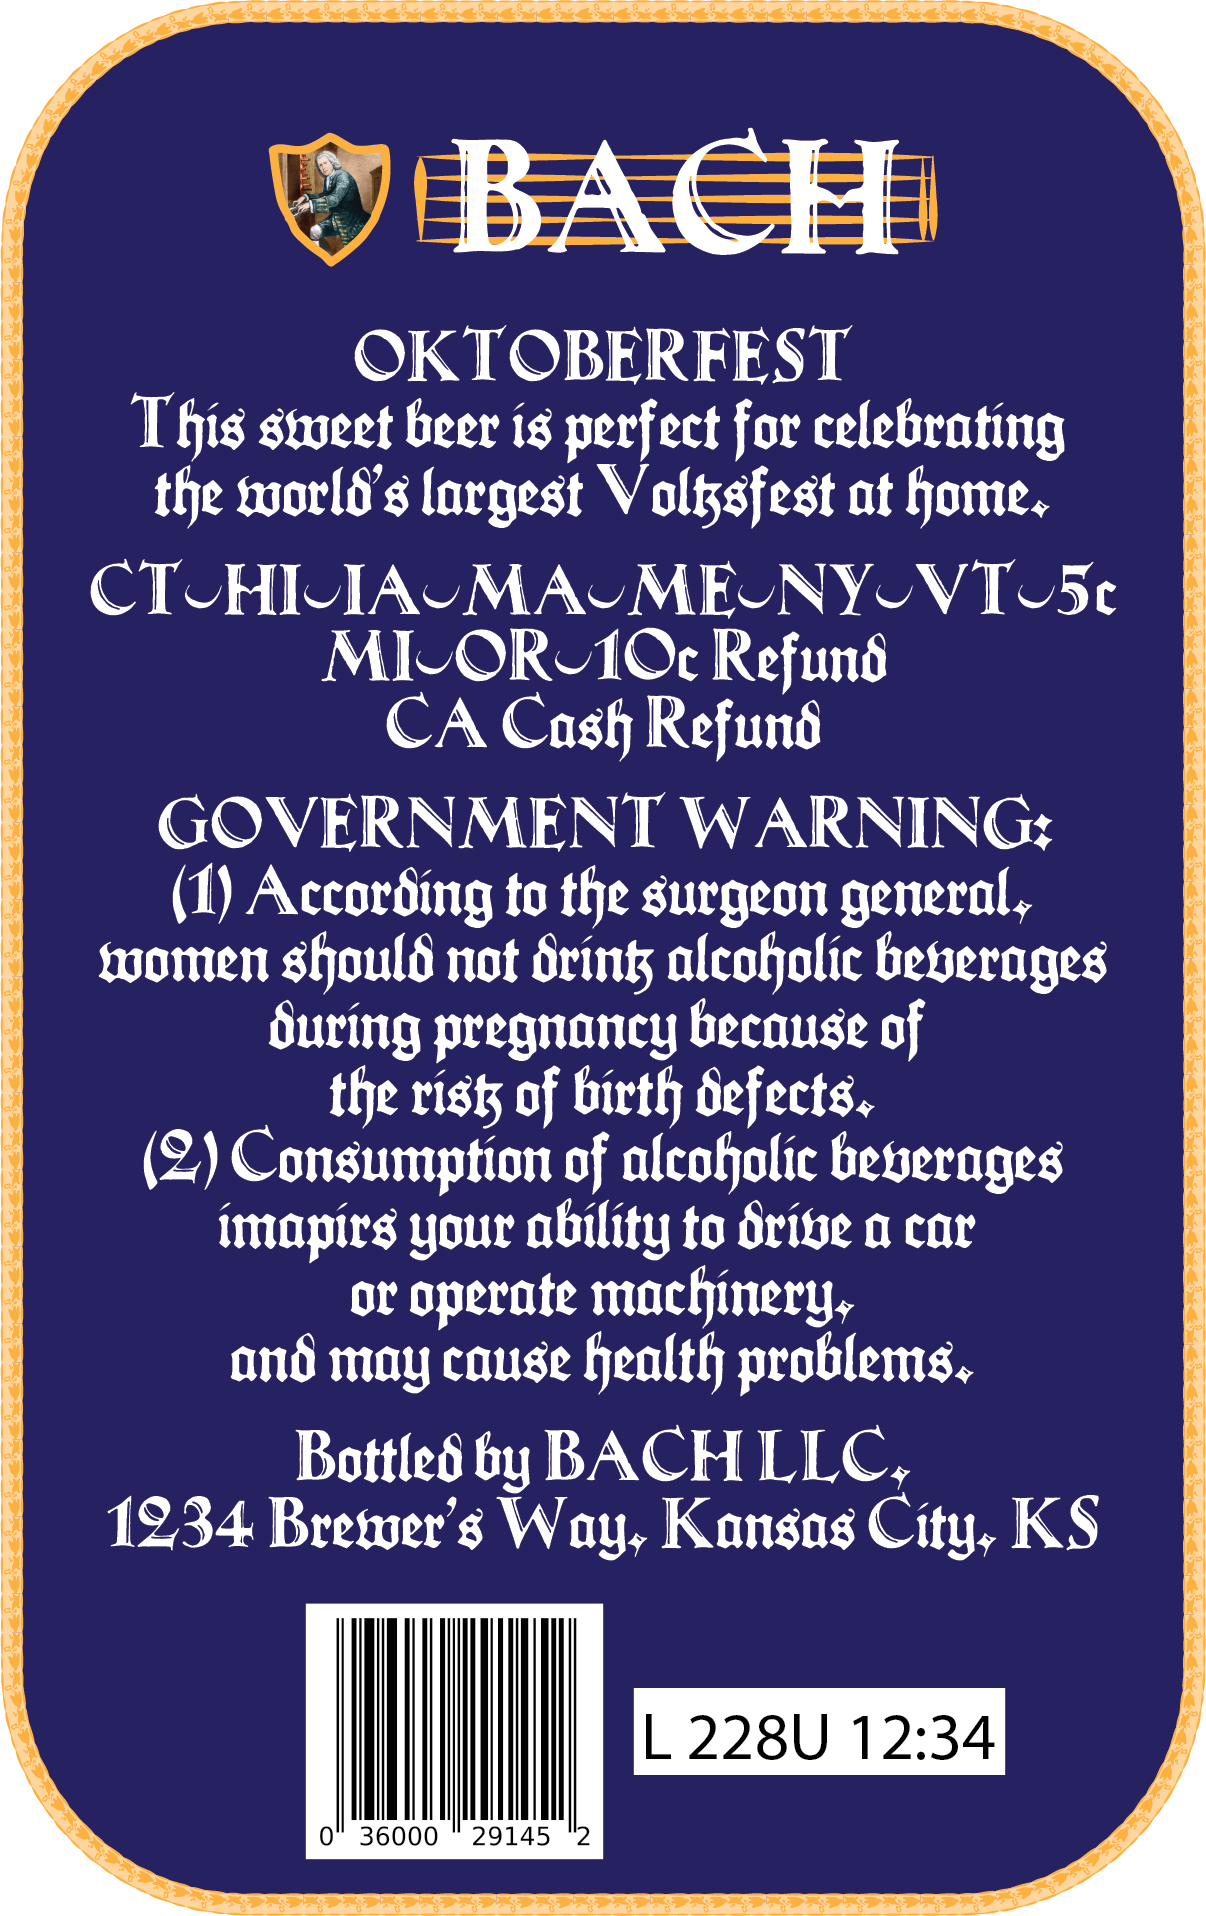 BACH
OKTOBERFEST
This sweet beer is perfect for celebrating
the world's largest Volksfest at home.
CT-HI-IA-MA-ME-NY-VT-5c
MI-OR-10c Refund
CA Cash Refund
GOVERNMENT WARNING:
(1) According to the surgeon general,
women should not drink alcoholic beverages
during pregnancy because of
the risk of birth defects.
(2) Consumption of alcoholic beverages
imapirs your ability to drive a car
or operate machinery,
and may cause health problems.
Bottled by BACH LLC,
1234 Brewer's Way, Kansas City, KS
L 228U 12:34
0 36000 29145 2